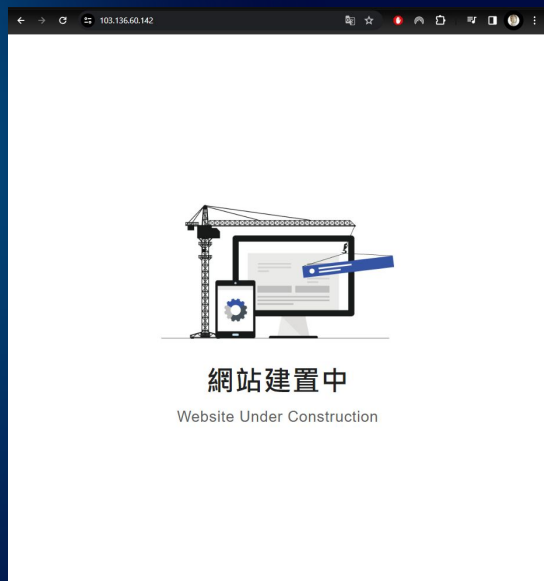 103.136.60.142
網站建置中
Website Under Construction